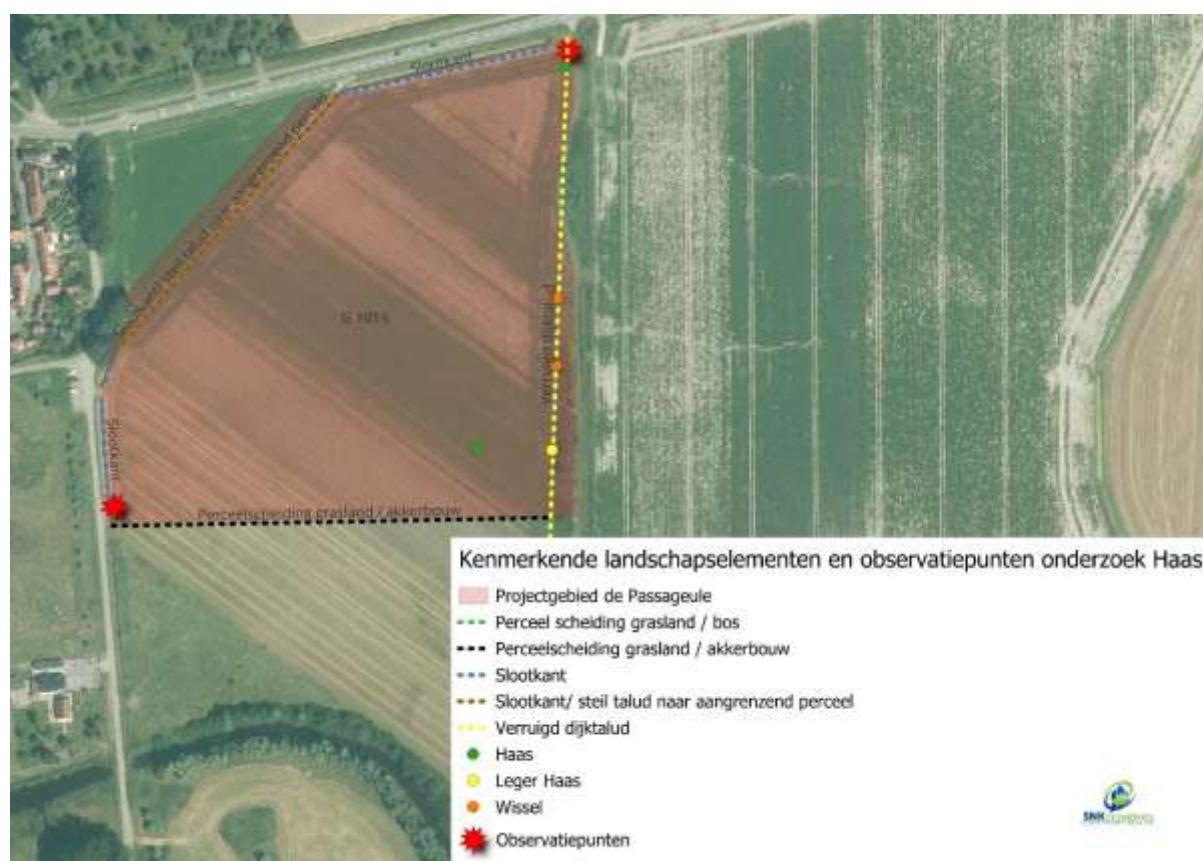 Slootkant
Slootkant
Perceelscheiding grasland / akkerbouw
Kenmerkende landschapselementen en observatiepunten onderzoek Haas
Projectgebied de Passageule
Perceel scheiding grasland / bos
Perceelscheiding grasland / akkerbouw
Slootkant
Slootkant/ steil talud naar aangrenzend perceel
Verruigd dijktalud
Haas
Leger Haas
Wissel
Observatiepunten
SNM